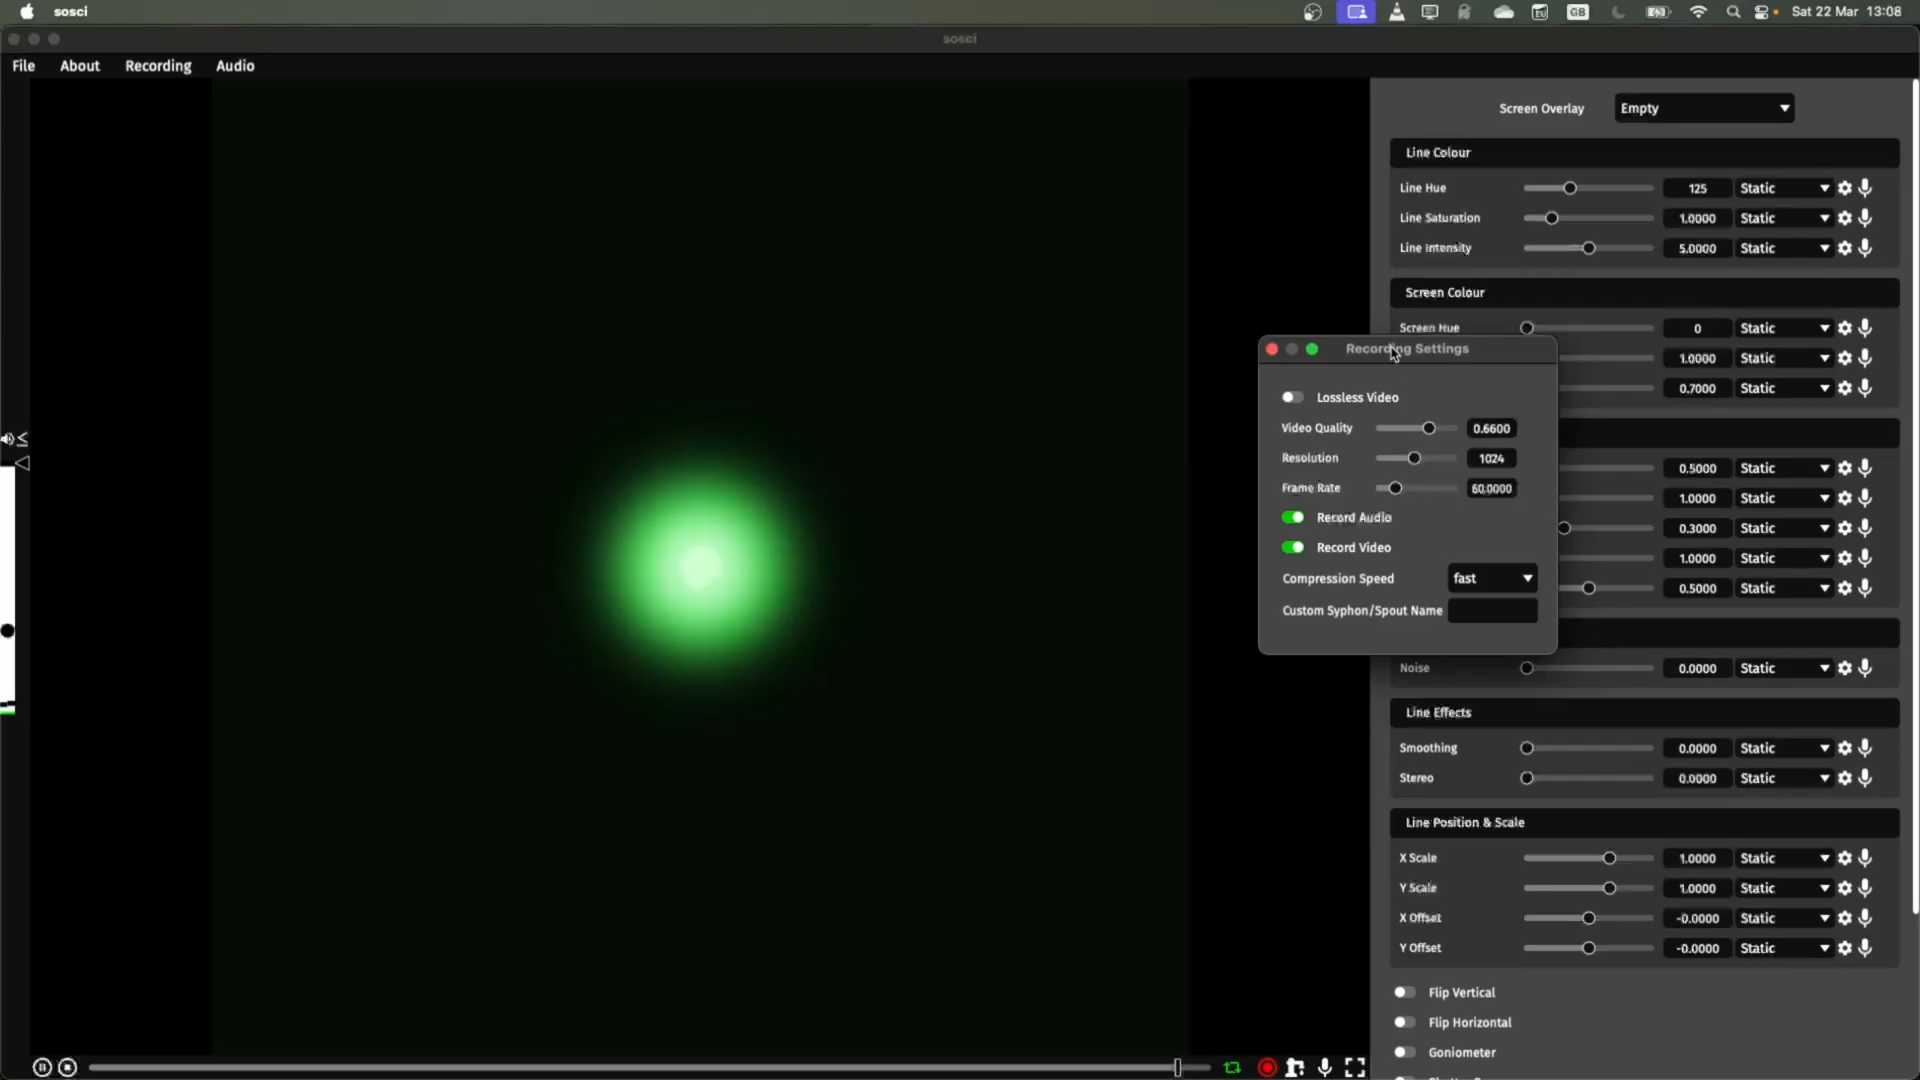 sosci
GB
Sat 22 Mar 13:08
sosci
File About Recording Audio
Screen Overlay Empty
Line Colour
Line Hue 125 Static
Line Saturation 1.0000 Static
Line Intensity 5.0000 Static
Screen Colour
Screen Hue 0 Static
1.0000 Static
0.7000 Static
0.5000 Static
1.0000 Static
0.3000 Static
1.0000 Static
0.5000 Static
Recording Settings
Lossless Video
Video Quality 0.6600
Resolution 1024
Frame Rate 60.0000
Record Audio
Record Video
Compression Speed fast
Custom Syphon/Spout Name
Noise 0.0000 Static
Line Effects
Smoothing 0.0000 Static
Stereo 0.0000 Static
Line Position & Scale
X Scale 1.0000 Static
Y Scale 1.0000 Static
X Offset -0.0000 Static
Y Offset -0.0000 Static
Flip Vertical
Flip Horizontal
Goniometer